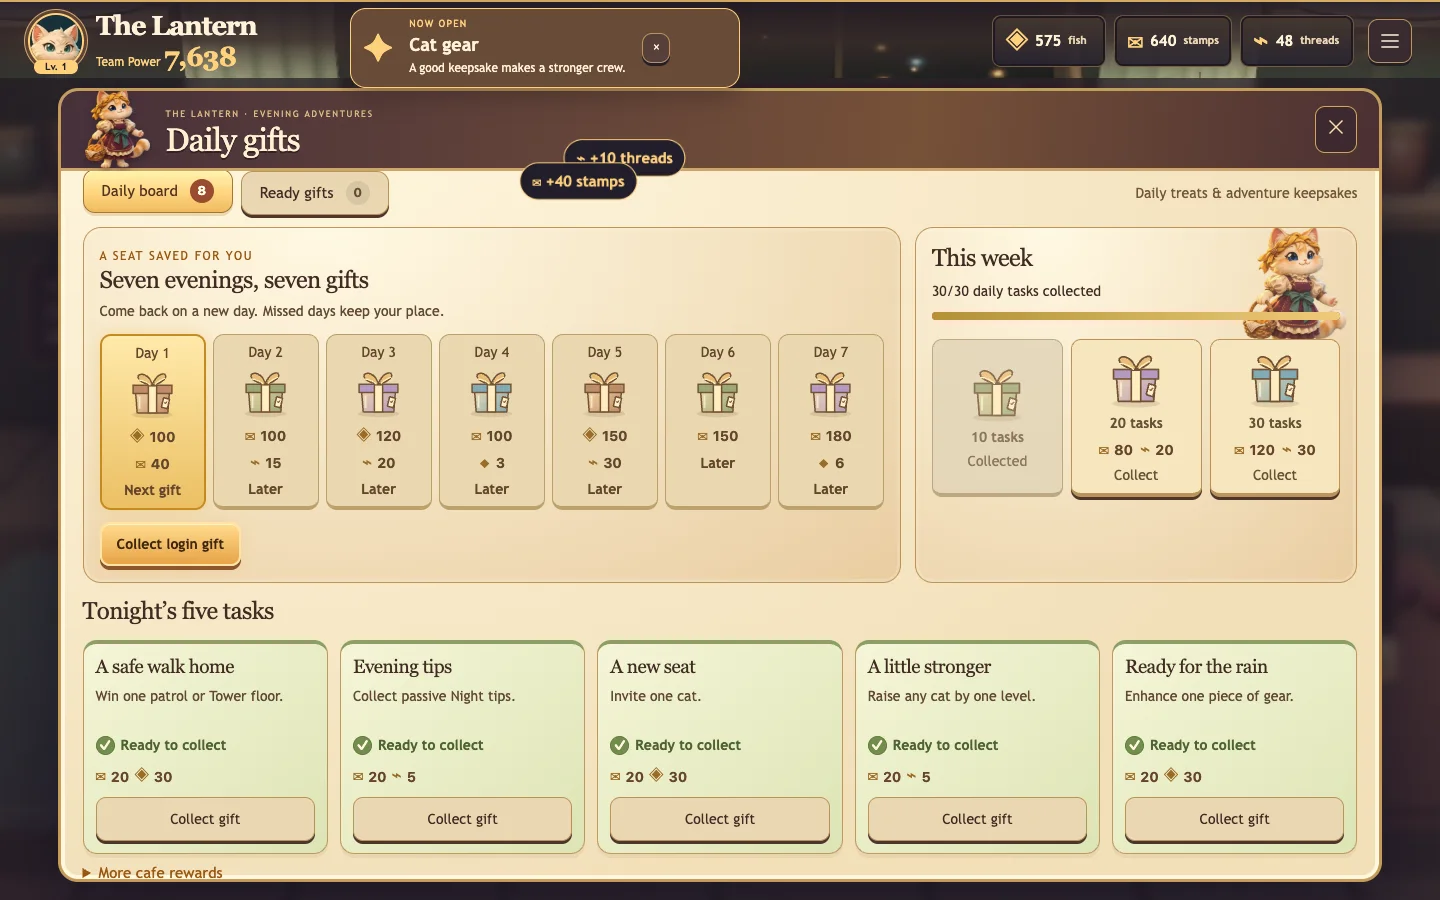 The Lantern
Team Power 7,638
Lv. 1
NOW OPEN
Cat gear
A good keepsake makes a stronger crew.
×
575 fish
640 stamps
48 threads
THE LANTERN · EVENING ADVENTURES
Daily gifts
+10 threads
+40 stamps
Daily board 8
Ready gifts 0
Daily treats & adventure keepsakes
A SEAT SAVED FOR YOU
Seven evenings, seven gifts
Come back on a new day. Missed days keep your place.
Day 1
100
40
Next gift
Day 2
100
15
Later
Day 3
120
20
Later
Day 4
100
3
Later
Day 5
150
30
Later
Day 6
150
Later
Day 7
180
6
Later
Collect login gift
This week
30/30 daily tasks collected
10 tasks
Collected
20 tasks
80 20
Collect
30 tasks
120 30
Collect
Tonight's five tasks
A safe walk home
Win one patrol or Tower floor.
Ready to collect
20 30
Collect gift
Evening tips
Collect passive Night tips.
Ready to collect
20 5
Collect gift
A new seat
Invite one cat.
Ready to collect
20 30
Collect gift
A little stronger
Raise any cat by one level.
Ready to collect
20 5
Collect gift
Ready for the rain
Enhance one piece of gear.
Ready to collect
20 30
Collect gift
More cafe rewards